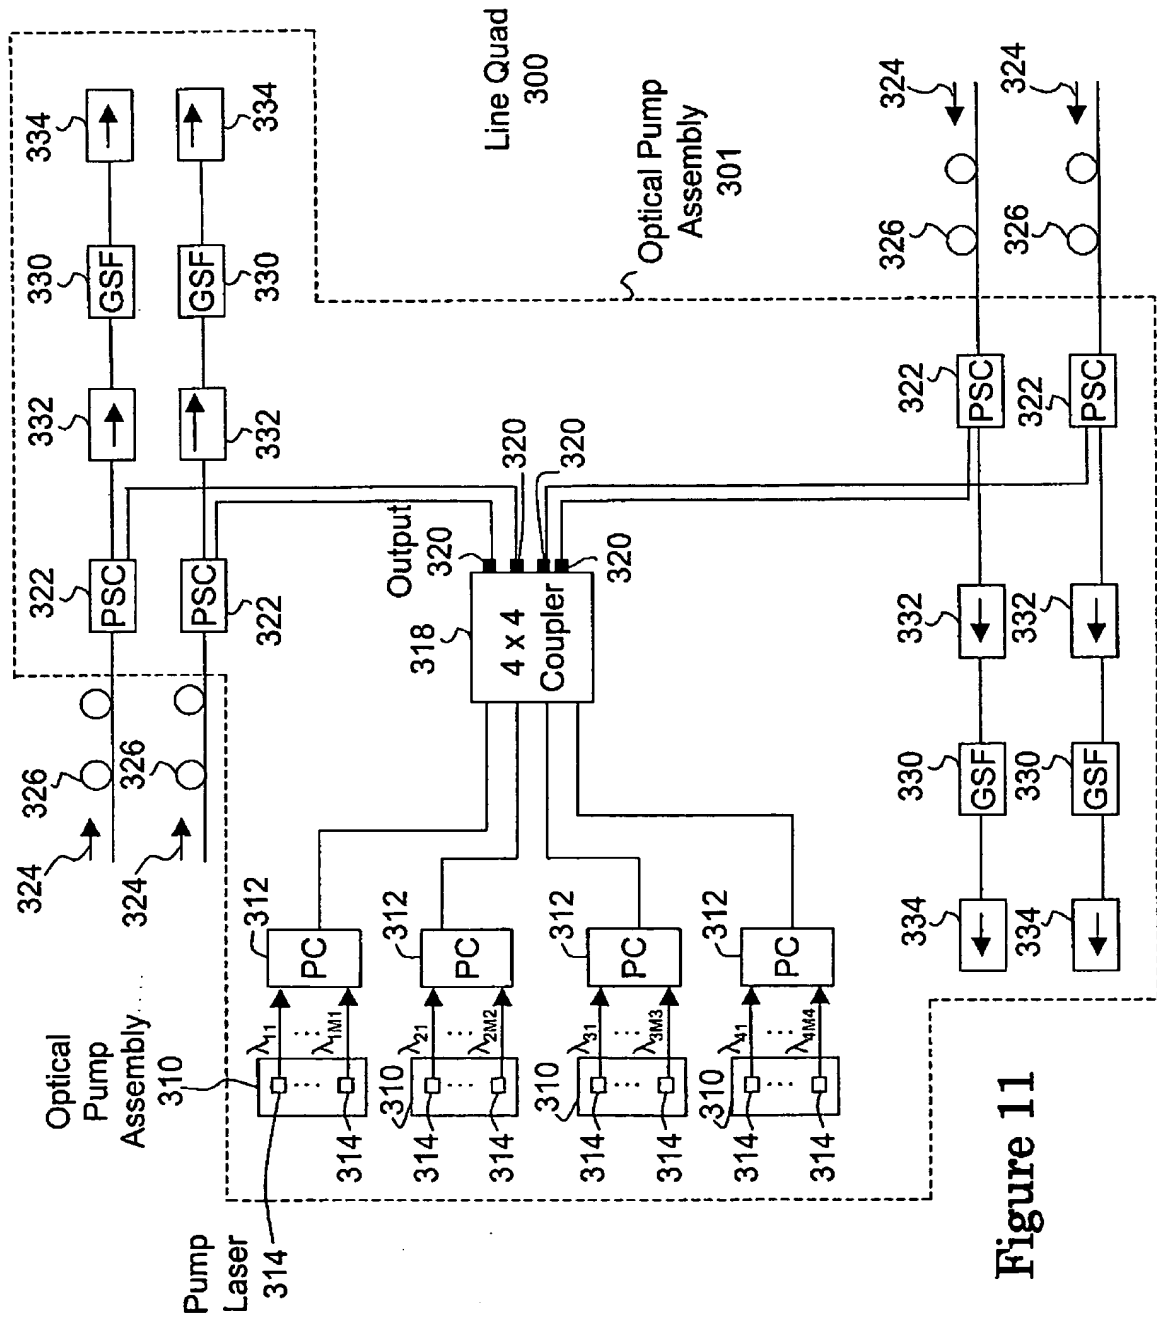 Line Quad
300
Optical Pump
Assembly
301
334
334
330
GSF
GSF
330
332
332
322
PSC
PSC
322
326
326
324
324
Output
320
320
320
320
318
4 x 4
Coupler
324
324
326
326
322
PSC
322
PSC
332
332
330
GSF
330
GSF
334
334
Optical
Pump
Assembly
310
312
PC
312
PC
312
PC
312
PC
λ11
λ1M1
λ21
λ2M2
λ31
λ3M3
λ41
λ4M4
310
310
310
314
314
314
314
314
314
314
Pump
Laser
314
Figure 11